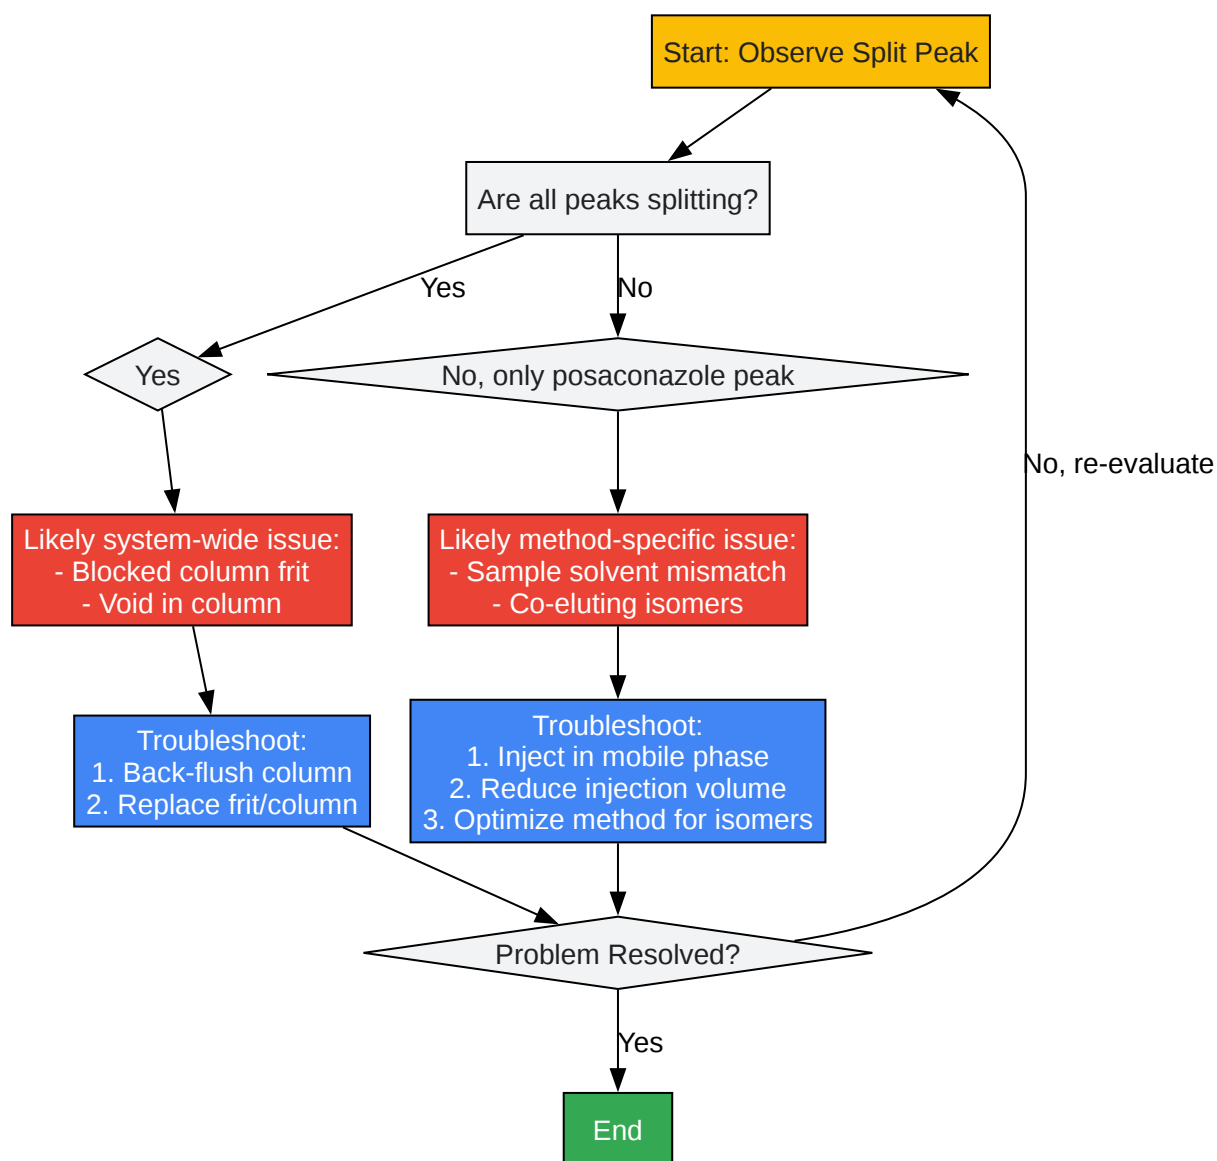 Start: Observe Split Peak
Are all peaks splitting?
Yes
No
Yes
No, only posaconazole peak
No, re-evaluate
Likely system-wide issue:
- Blocked column frit
- Void in column
Likely method-specific issue:
- Sample solvent mismatch
- Co-eluting isomers
Troubleshoot:
1. Back-flush column
2. Replace frit/column
Troubleshoot:
1. Inject in mobile phase
2. Reduce injection volume
3. Optimize method for isomers
Problem Resolved?
Yes
End